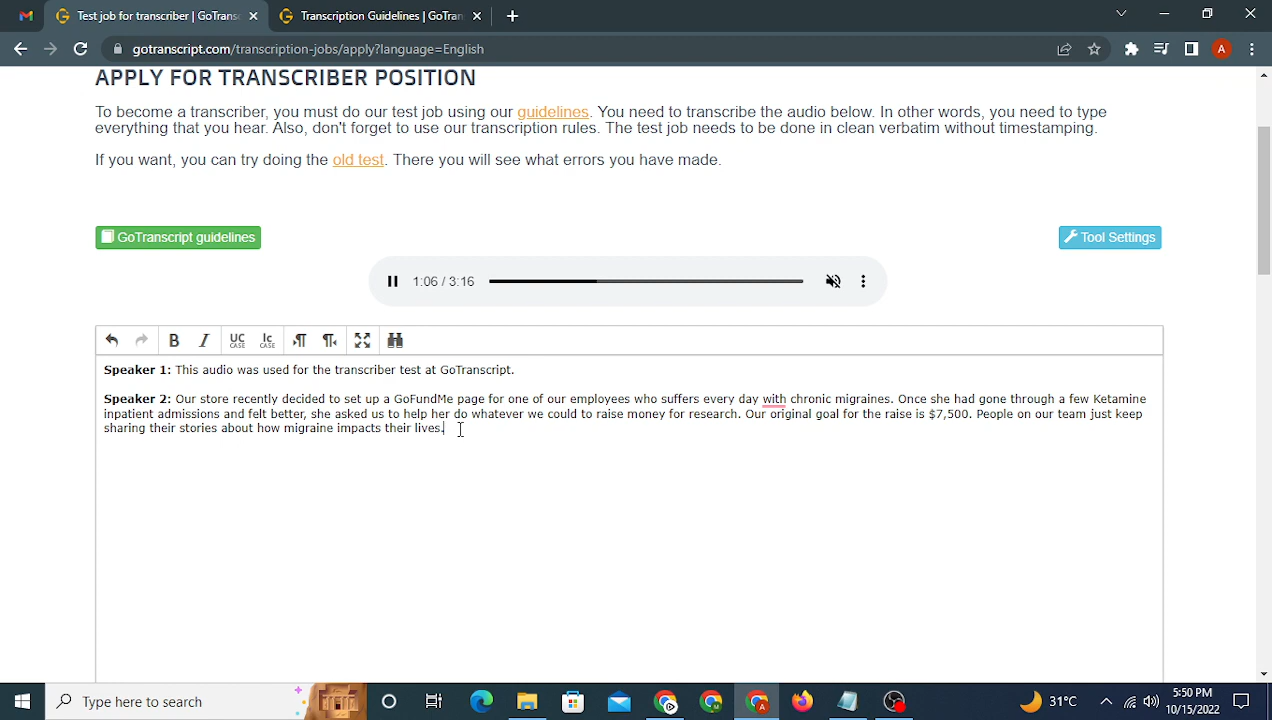 Test job for transcriber | GoTrans
Transcription Guidelines | GoTran
gotranscript.com/transcription-jobs/apply?language=English
A
APPLY FOR TRANSCRIBER POSITION
To become a transcriber, you must do our test job using our guidelines. You need to transcribe the audio below. In other words, you need to type
everything that you hear. Also, don't forget to use our transcription rules. The test job needs to be done in clean verbatim without timestamping.
If you want, you can try doing the old test. There you will see what errors you have made.
GoTranscript guidelines
Tool Settings
1:06 / 3:16
B I UC CASE lc CASE
Speaker 1: This audio was used for the transcriber test at GoTranscript.
Speaker 2: Our store recently decided to set up a GoFundMe page for one of our employees who suffers every day with chronic migraines. Once she had gone through a few Ketamine
inpatient admissions and felt better, she asked us to help her do whatever we could to raise money for research. Our original goal for the raise is $7,500. People on our team just keep
sharing their stories about how migraine impacts their lives.
Type here to search
31°C
5:50 PM
10/15/2022